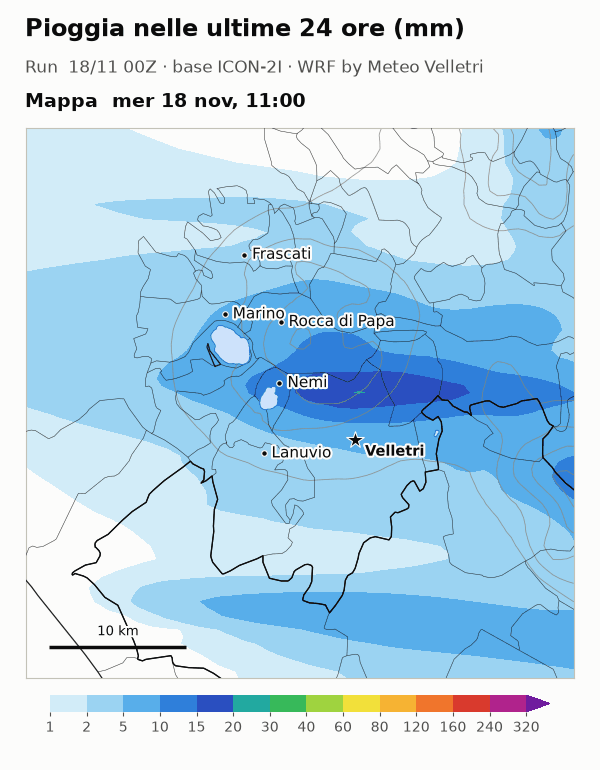 Pioggia nelle ultime 24 ore (mm)
Run  18/11 00Z · base ICON-2I · WRF by Meteo Velletri
Mappa  mer 18 nov, 11:00
Frascati
Marino
Rocca di Papa
Nemi
Velletri
Lanuvio
10 km
1 2 5 10 15 20 30 40 60 80 120 160 240 320